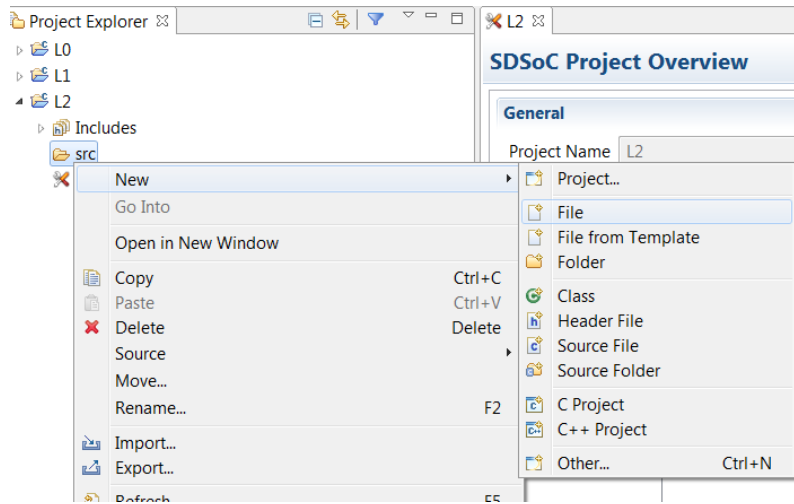 Project Explorer
L2
L0
L1
L2
Includes
src
SDSoC Project Overview
General
Project Name L2
New
Go Into
Open in New Window
Copy Ctrl+C
Paste Ctrl+V
Delete Delete
Source
Move...
Rename... F2
Import...
Export...
Refresh F5
Project...
File
File from Template
Folder
Class
Header File
Source File
Source Folder
C Project
C++ Project
Other... Ctrl+N